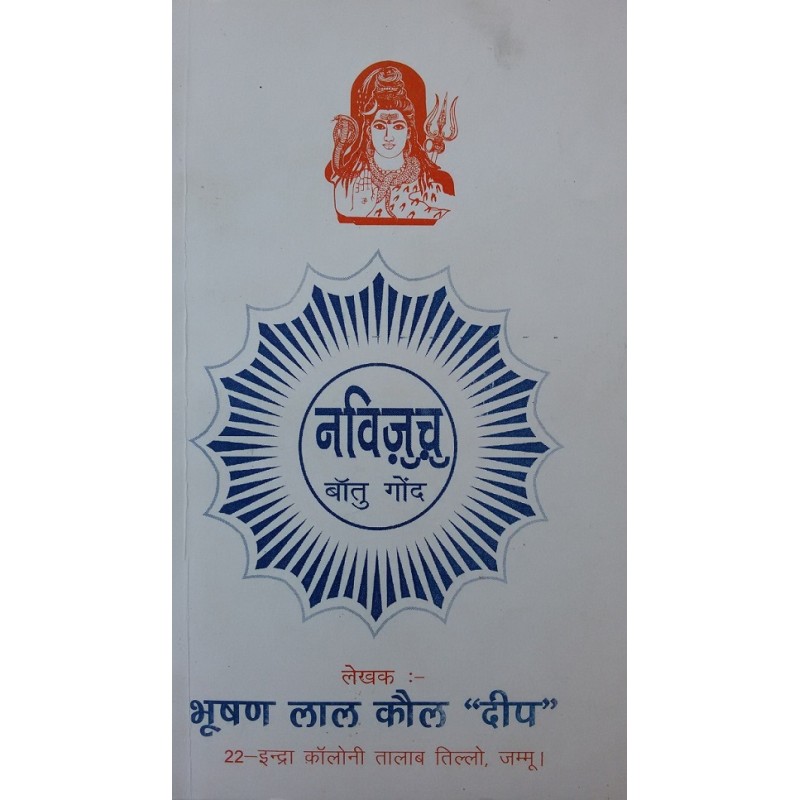 नविज़ुच़ु
बॉतु गोंद
लेखक :-
भूषण लाल कौल “दीप”
22-इन्द्रा क़ॉलोनी तालाब तिल्लो, जम्मू।